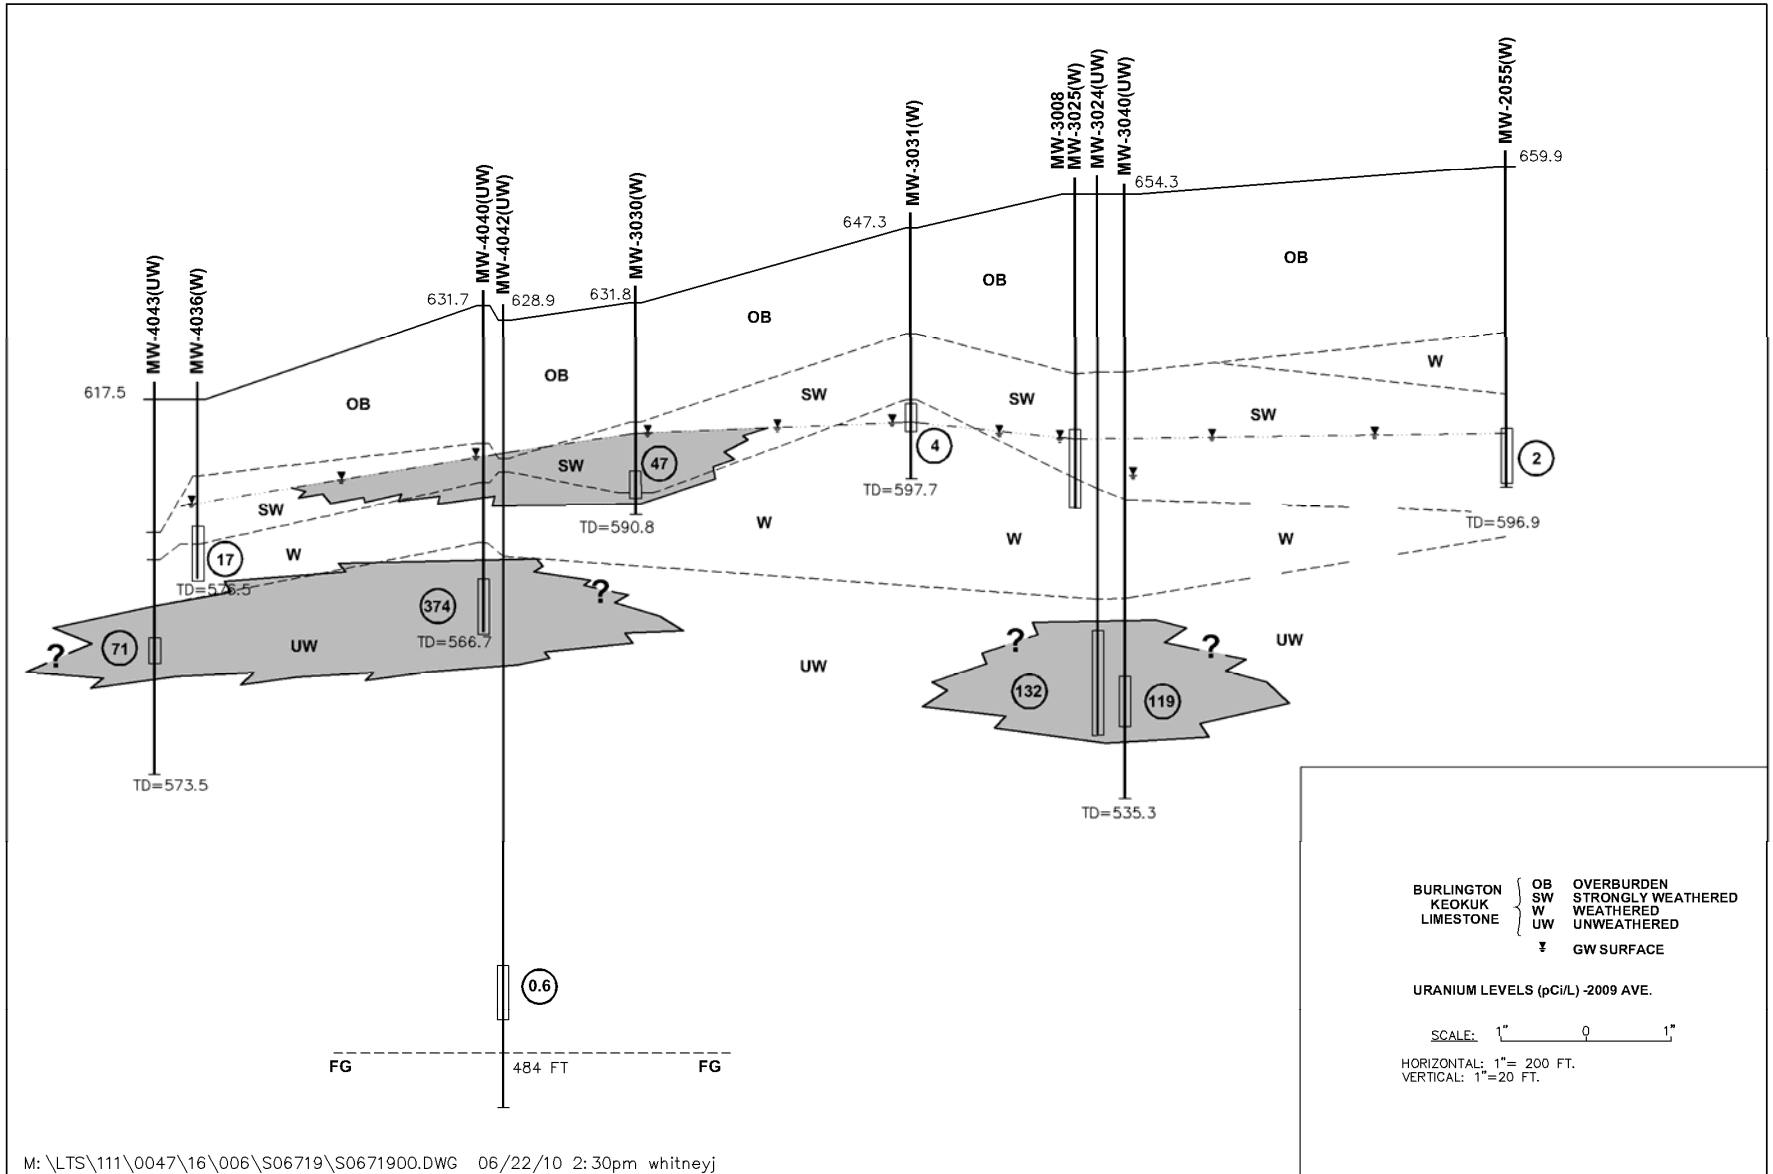 MW-4043(UW)
MW-4036(W)
MW-4040(UW)
MW-4042(UW)
MW-3030(W)
MW-3031(W)
MW-3008
MW-3025(W)
MW-3024(UW)
MW-3040(UW)
MW-2055(W)
659.9
654.3
647.3
631.7
628.9
631.8
617.5
OB
OB
OB
OB
OB
W
SW
SW
SW
SW
SW
47
4
2
TD=597.7
TD=590.8
TD=596.9
W
W
W
W
17
TD=576.5
?
374
TD=566.7
71
?
UW
UW
UW
?
?
132
119
TD=573.5
TD=535.3
0.6
FG
484 FT
FG
BURLINGTON
KEOKUK
LIMESTONE
OB OVERBURDEN
SW STRONGLY WEATHERED
W WEATHERED
UW UNWEATHERED
GW SURFACE
URANIUM LEVELS (pCi/L) -2009 AVE.
SCALE: 1" 0 1"
HORIZONTAL: 1"= 200 FT.
VERTICAL: 1"=20 FT.
M: \LTS\111\0047\16\006\S06719\S0671900.DWG 06/22/10 2:30pm whitneyj